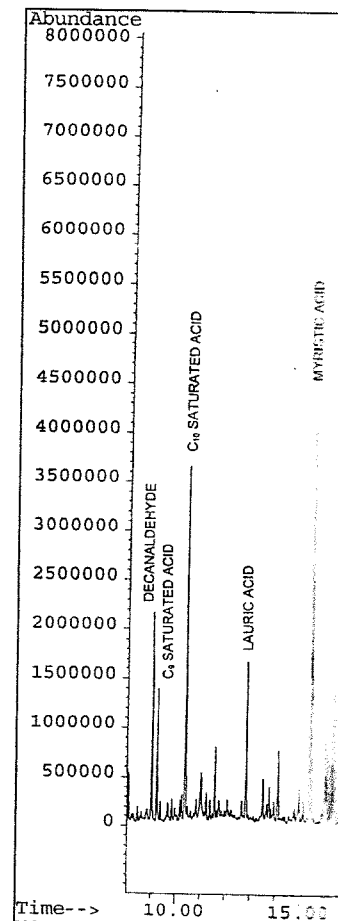 Abundance
8000000
7500000
7000000
6500000
6000000
5500000
5000000
4500000
4000000
3500000
3000000
2500000
2000000
1500000
1000000
500000
0
Time-->
10.00
15.00
DECANALDEHYDE
C₉ SATURATED ACID
C₁₀ SATURATED ACID
LAURIC ACID
MYRISTIC ACID